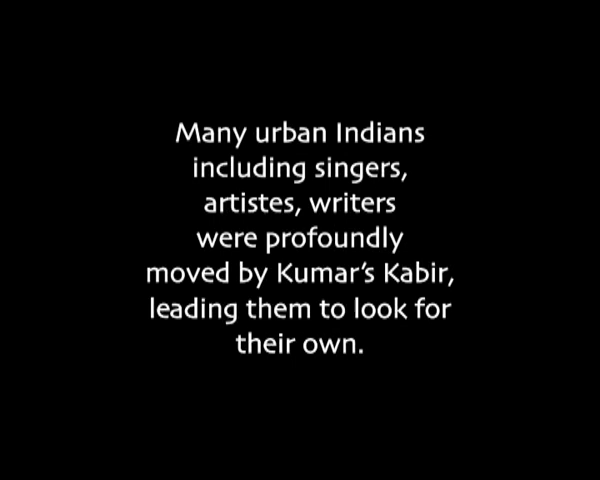 Many urban Indians
including singers,
artistes, writers
were profoundly
moved by Kumar’s Kabir,
leading them to look for
their own.